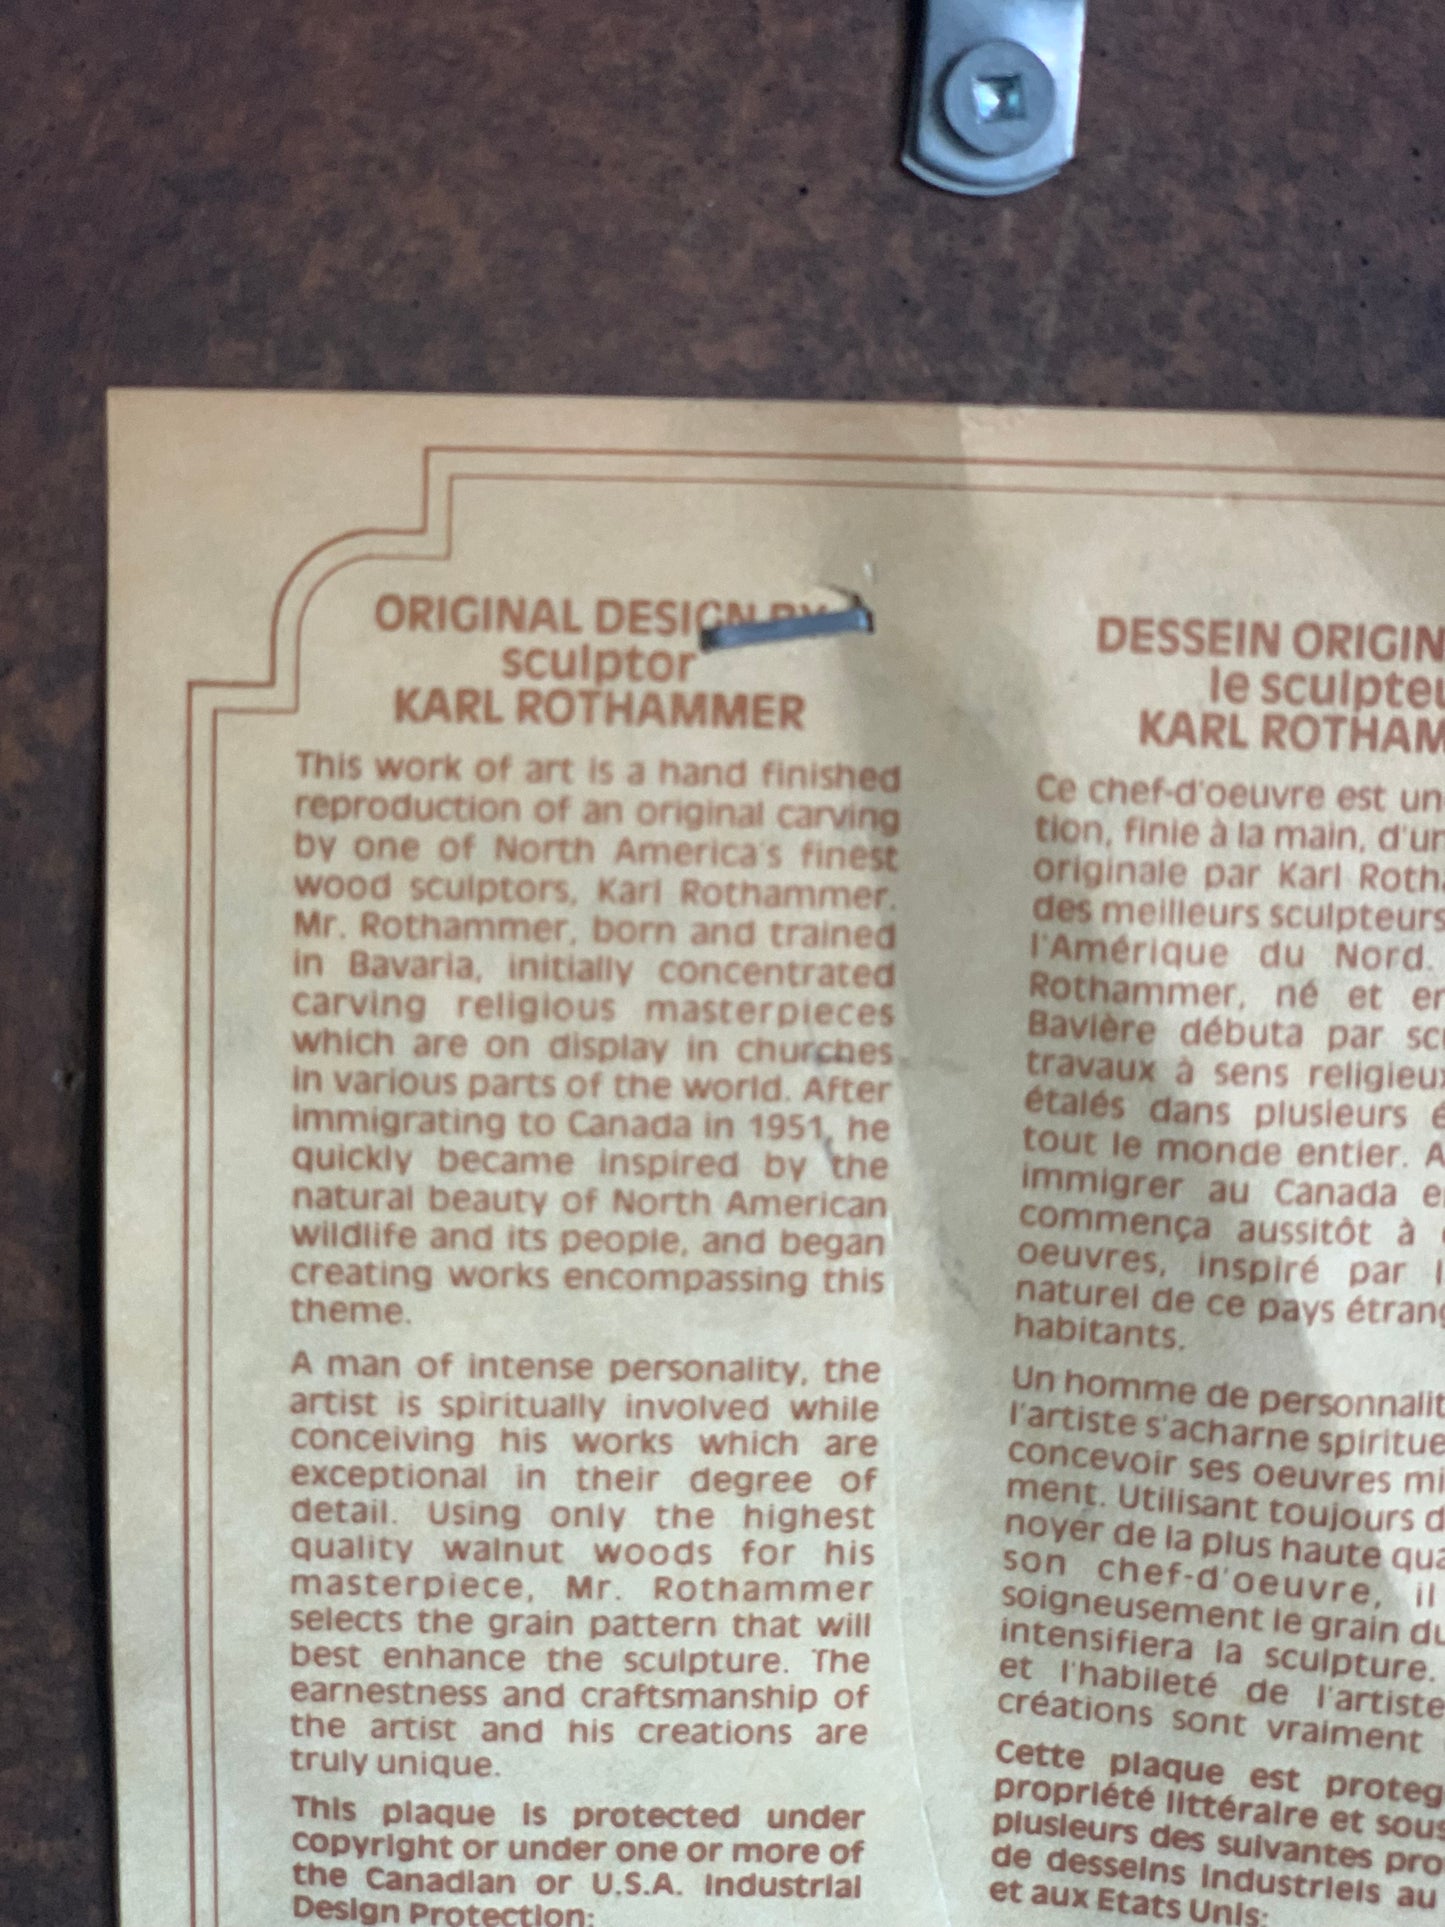 ORIGINAL DESIGN BY
sculptor
KARL ROTHAMMER
This work of art is a hand finished
reproduction of an original carving
by one of North America's finest
wood sculptors, Karl Rothammer.
Mr. Rothammer, born and trained
in Bavaria, initially concentrated
carving religious masterpieces
which are on display in churches
in various parts of the world. After
immigrating to Canada in 1951, he
quickly became inspired by the
natural beauty of North American
wildlife and its people, and began
creating works encompassing this
theme.
A man of intense personality, the
artist is spiritually involved while
conceiving his works which are
exceptional in their degree of
detail. Using only the highest
quality walnut woods for his
masterpiece, Mr. Rothammer
selects the grain pattern that will
best enhance the sculpture. The
earnestness and craftsmanship of
the artist and his creations are
truly unique.
This plaque is protected under
copyright or under one or more of
the Canadian or U.S.A. Industrial
Design Protection:
DESSEIN ORIGIN
le sculpteu
KARL ROTHAM
Ce chef-d'oeuvre est un
tion, finie à la main, d'un
originale par Karl Roth
des meilleurs sculpteurs
l'Amérique du Nord.
Rothammer, né et en
Bavière débuta par sc
travaux à sens religieux
étalés dans plusieurs é
tout le monde entier. A
immigrer au Canada e
commença aussitôt à
oeuvres, inspiré par l
naturel de ce pays étrang
habitants.
Un homme de personnalit
l'artiste s'acharne spiritue
concevoir ses oeuvres mi
ment. Utilisant toujours d
noyer de la plus haute qua
son chef-d'oeuvre, il
soigneusement le grain du
intensifiera la sculpture.
et l'habileté de l'artiste
créations sont vraiment
Cette plaque est proteg
propriété littéraire et sous
plusieurs des suivantes pro
de desseins industriels au
et aux Etats Unis: